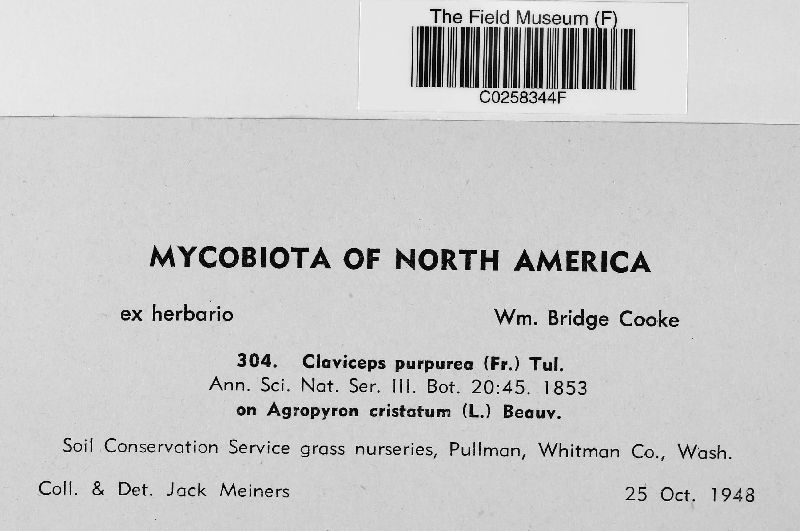 The Field Museum (F)
C0258344F
MYCOBIOTA OF NORTH AMERICA
ex herbario Wm. Bridge Cooke
304. Claviceps purpurea (Fr.) Tul.
Ann. Sci. Nat. Ser. III. Bot. 20:45. 1853
on Agropyron cristatum (L.) Beauv.
Soil Conservation Service grass nurseries, Pullman, Whitman Co., Wash.
Coll. & Det. Jack Meiners 25 Oct. 1948